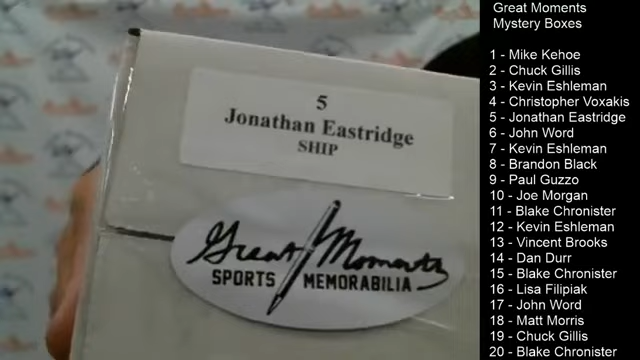 5
Jonathan Eastridge
SHIP
Great Moments
SPORTS MEMORABILIA
Great Moments
Mystery Boxes
1 - Mike Kehoe
2 - Chuck Gillis
3 - Kevin Eshleman
4 - Christopher Voxakis
5 - Jonathan Eastridge
6 - John Word
7 - Kevin Eshleman
8 - Brandon Black
9 - Paul Guzzo
10 - Joe Morgan
11 - Blake Chronister
12 - Kevin Eshleman
13 - Vincent Brooks
14 - Dan Durr
15 - Blake Chronister
16 - Lisa Filipiak
17 - John Word
18 - Matt Morris
19 - Chuck Gillis
20 - Blake Chronister